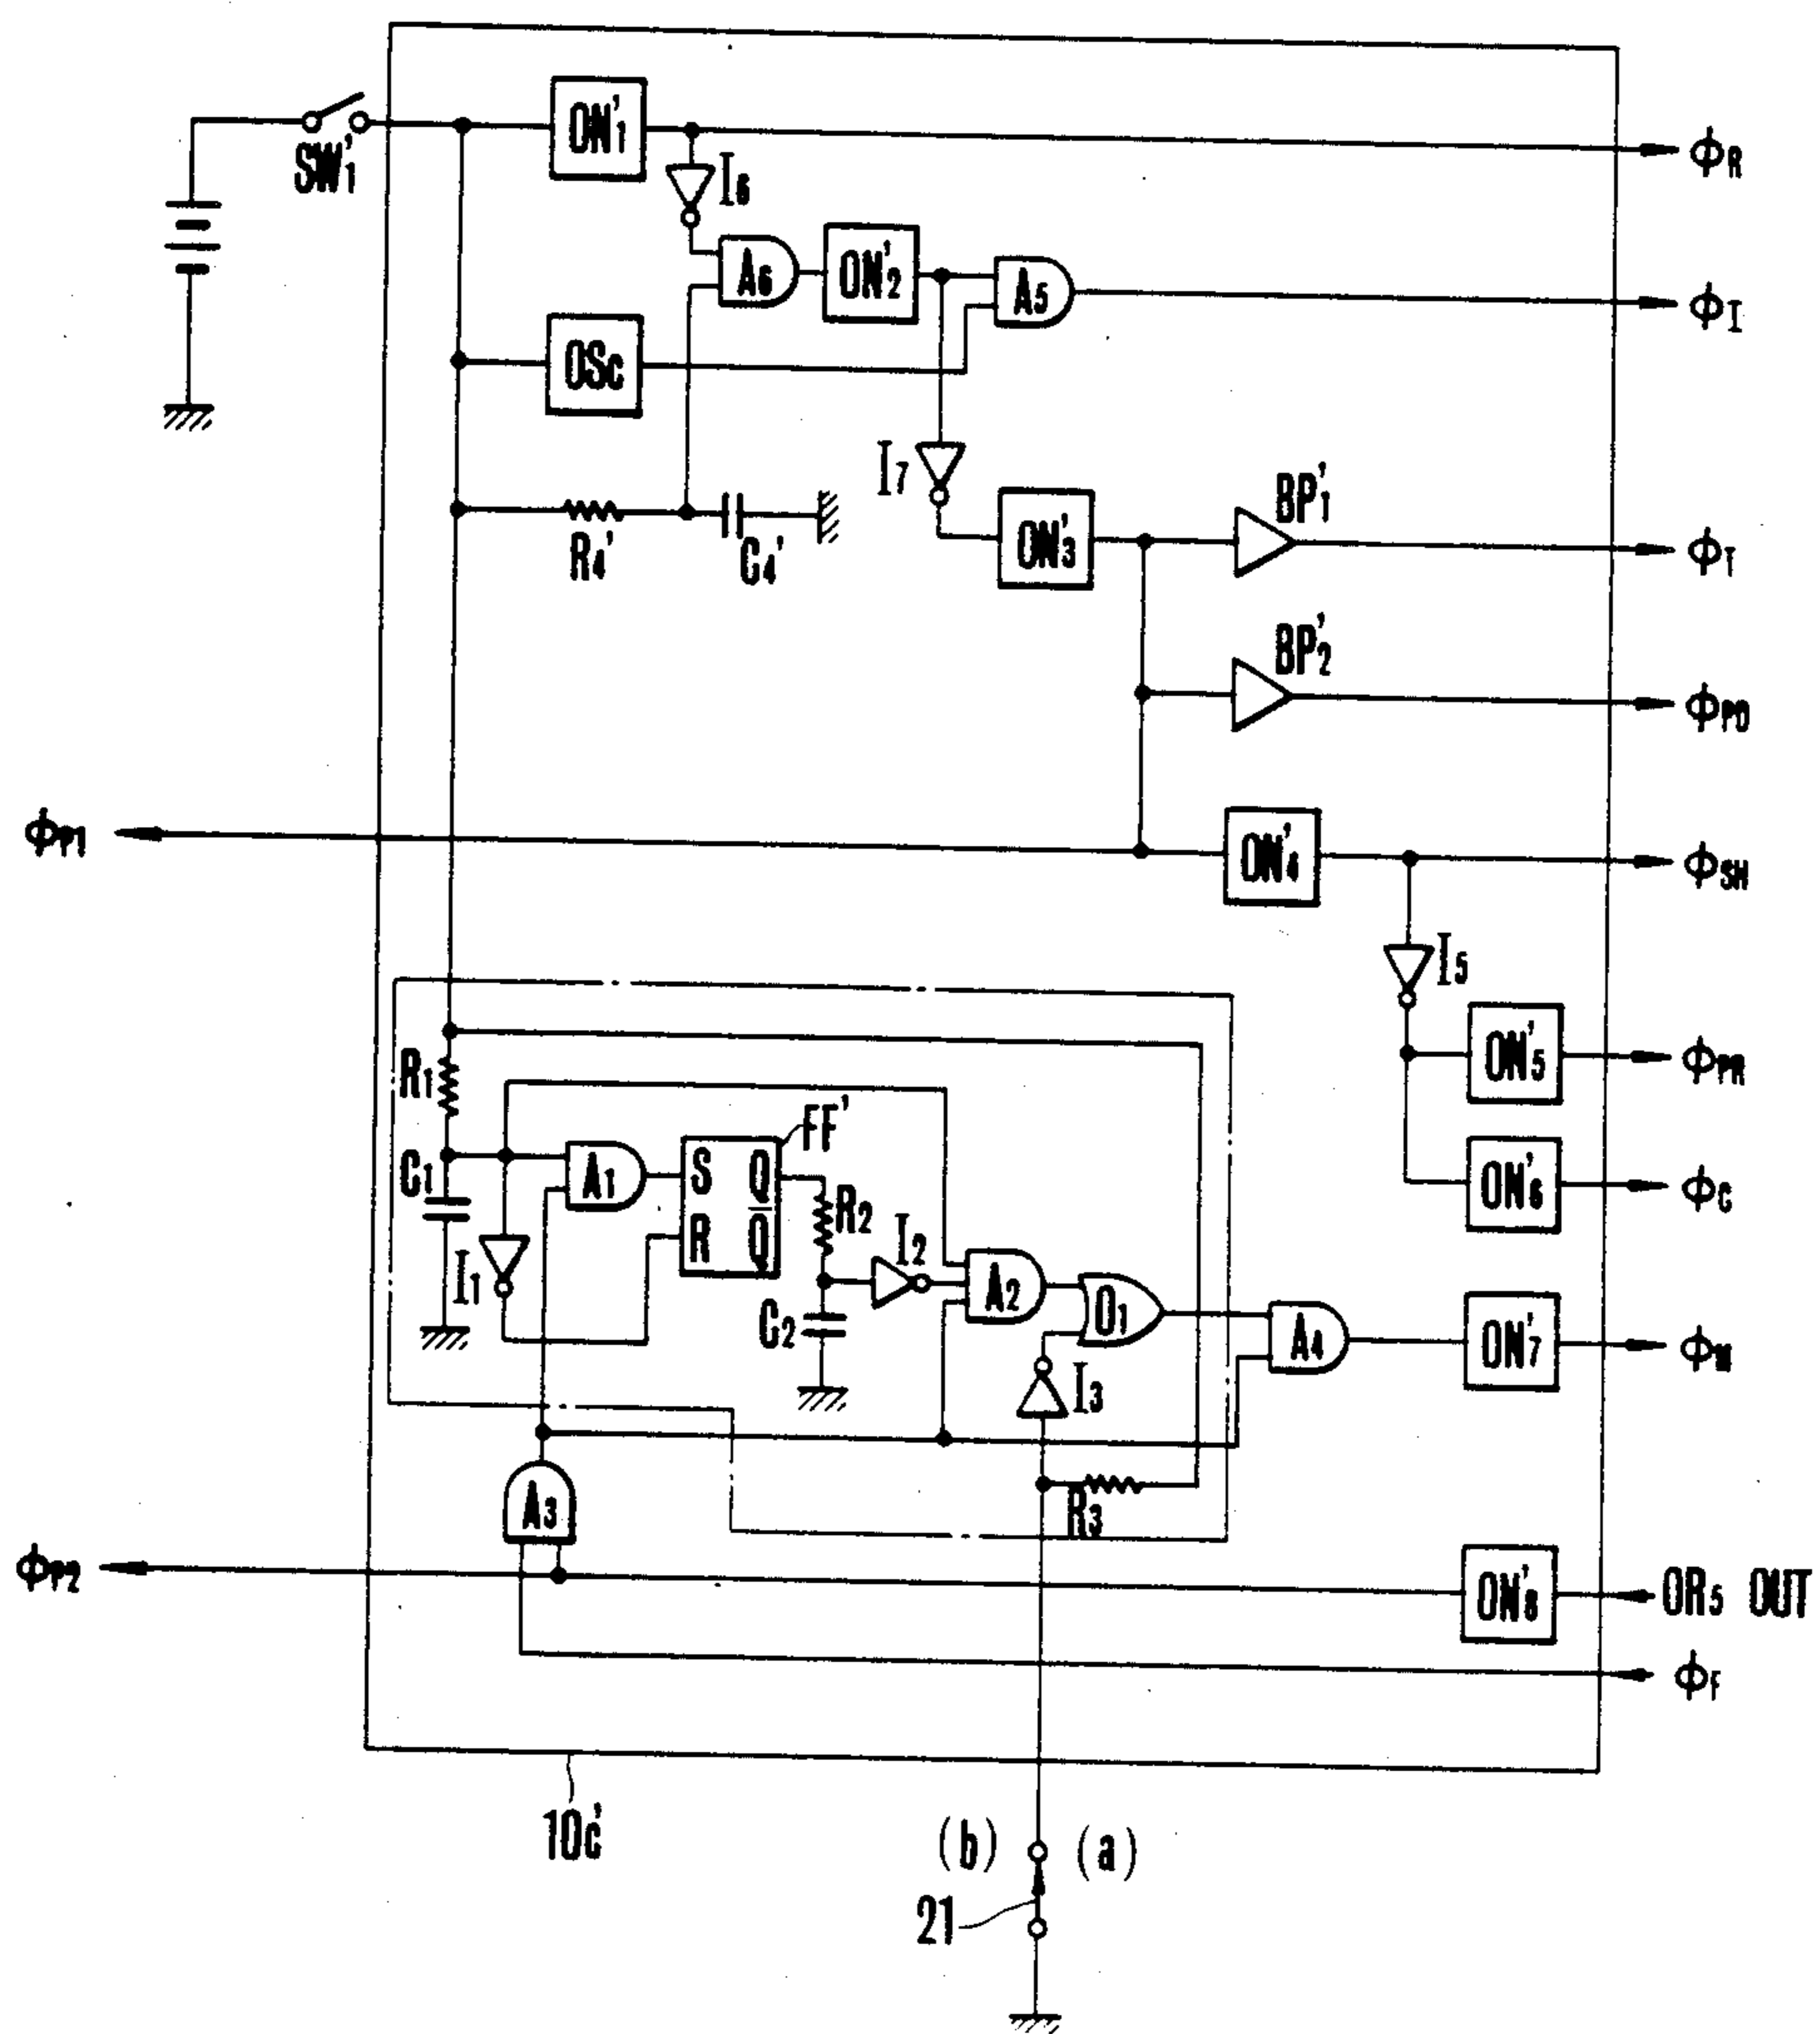 SW'1
ON'1
ΦR
I6
A6
ON'2
A5
ΦI
OSc
I7
R4'
C4'
ON'3
BP'1
ΦT
BP'2
ΦPO
ΦP1
ON'4
ΦSH
I5
ON'5
ΦPR
R1
FF'
C1
A1
S Q
R Q̅
R2
I1
I2
ON'6
ΦC
C2
A2
O1
A4
ON'7
ΦM
I3
A3
R3
ΦP2
ON'8
OR5 OUT
ΦF
10c'
(b) (a)
21